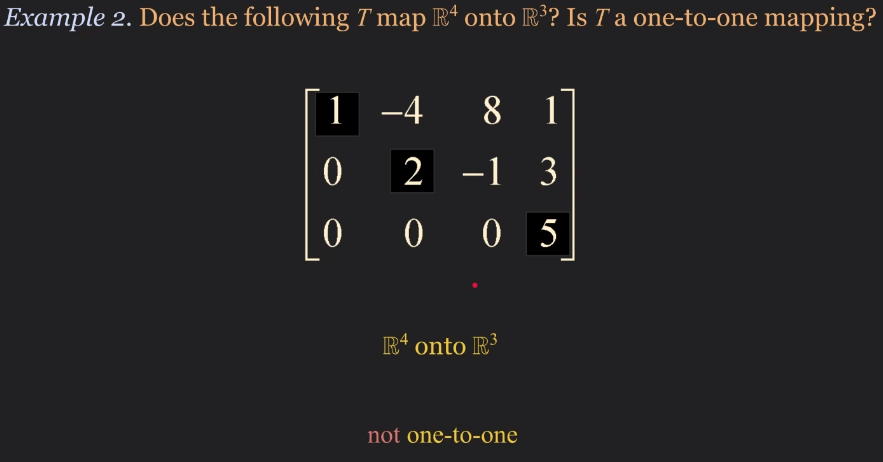 Example 2. Does the following T map ℝ⁴ onto ℝ³? Is T a one-to-one mapping?
1 −4 8 1
0 2 −1 3
0 0 0 5
ℝ⁴ onto ℝ³
not one-to-one